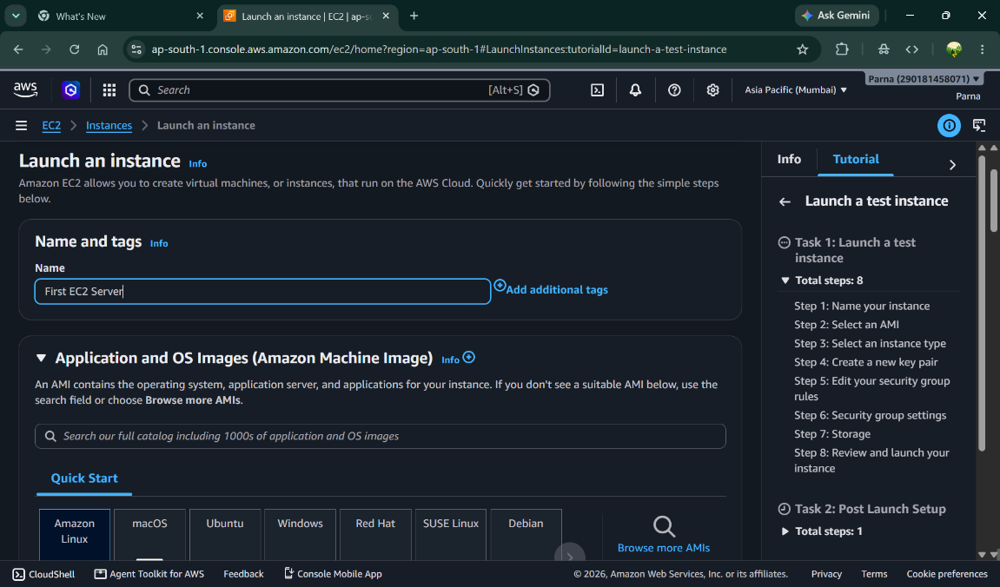 What's New
Launch an instance | EC2 | ap-so
Ask Gemini
ap-south-1.console.aws.amazon.com/ec2/home?region=ap-south-1#LaunchInstances:tutorialId=launch-a-test-instance
aws
Search
[Alt+S]
Asia Pacific (Mumbai)
Parna (290181458071)
Parna
EC2
Instances
Launch an instance
Launch an instance
Info
Amazon EC2 allows you to create virtual machines, or instances, that run on the AWS Cloud. Quickly get started by following the simple steps
below.
Name and tags
Info
Name
First EC2 Server
Add additional tags
Application and OS Images (Amazon Machine Image)
Info
An AMI contains the operating system, application server, and applications for your instance. If you don't see a suitable AMI below, use the
search field or choose Browse more AMIs.
Search our full catalog including 1000s of application and OS images
Quick Start
Amazon
Linux
macOS
Ubuntu
Windows
Red Hat
SUSE Linux
Debian
Browse more AMIs
Info
Tutorial
Launch a test instance
Task 1: Launch a test
instance
Total steps: 8
Step 1: Name your instance
Step 2: Select an AMI
Step 3: Select an instance type
Step 4: Create a new key pair
Step 5: Edit your security group
rules
Step 6: Security group settings
Step 7: Storage
Step 8: Review and launch your
instance
Task 2: Post Launch Setup
Total steps: 1
CloudShell
Agent Toolkit for AWS
Feedback
Console Mobile App
© 2026, Amazon Web Services, Inc. or its affiliates.
Privacy
Terms
Cookie preferences